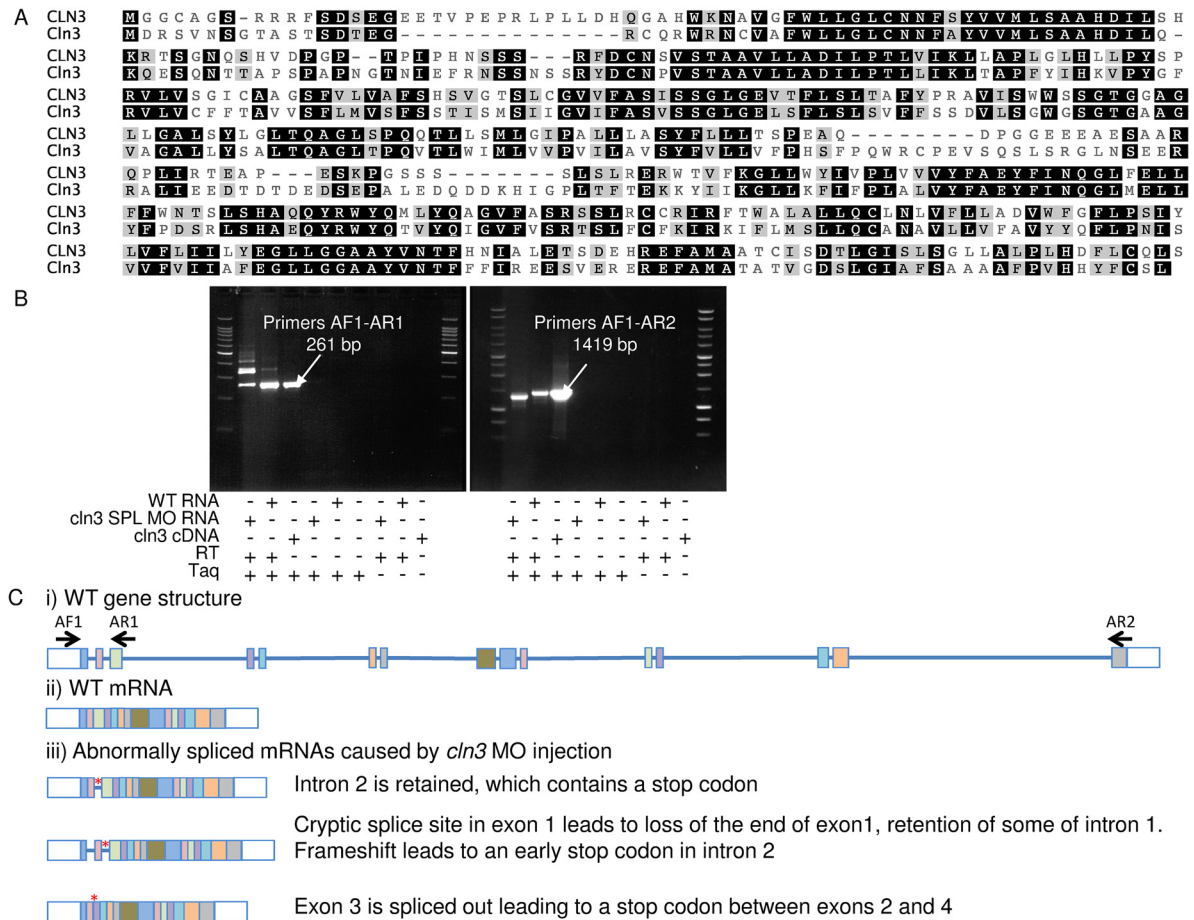 A
CLN3 MGGCAGS-RRRFSDSEGEETVPEPRLPLLDHQGAHWKNAVGFWLLGLCNNFSYVVMLSAAHDILSH
Cln3 MDRSVNSGTASTSDTEG--------------RCQRWRNCVAFWLLGLCNNFAYVVMLSAAHDILQ-
CLN3 KRTSGNQSHVDPGP--TPIPHNSSS---RFDCNSVSTAAVLLADILPTLVIKLLAPLGLHLLPYSP
Cln3 KQESQNTTAPSPAPNGTNIEFRNSSSNSSRYDCNPVSTAAVLLADILPTLLIKLTAPFYIHKVPYGF
CLN3 RVLVSGICAAGSFVLVAFSHSVGTSLCGVVFASISSGLGEVTFLSLTAFYPRAVISWWSSGTGGAG
Cln3 RVLVCFFTAVVSFLMVSFSSTISMSIIGVIFASVSSGLGELSFLSLSVFFSSDVLSGWGSGTGAAG
CLN3 LLGALSYLGLTQAGLSPQQTLLSMLGIPALLLASYFLLLTSPEAQ--------DPGGEEEAESAAR
Cln3 VAGALLYSALTQAGLTPQVTLWIMLVVPVILAVSYFVLLVFPHSFPQWRCPEVSQSLSRGLNSEER
CLN3 QPLIRTEAP---ESKPGSSS------SLSLRERWTVFKGLLWYIVPLVVVYFAEYFINQGLFELL
Cln3 RALIEEDTDTDEDSEPALEDQDDKHIGPLTFTEKKYIIKGLLKFIFPLALVYFAEYFINQGLMELL
CLN3 FFWNTSLSHAQQYRWYQMLYQAGVFASRSSLRCCRIRFTWALALLQCLNLVFLLADVWFGFLPSIY
Cln3 YFPDSRLSHAEQYRWYQTVYQIGVFVSRTSLFCFKIRKIFLMSLLQCANAVLLVFAVYYQFLPNIS
CLN3 LVFLIILYEGLLGGAAYVNTFHNIALETSDEHREFAMAATCISDTLGISLSGLLALPLHDFLCQLS
Cln3 VVFVIIAFEGLLGGAAYVNTFFFIREESVEREREFAMATATVGDSLGIAFSAAAAFPVHHYFCSL
B
Primers AF1-AR1 Primers AF1-AR2
261 bp 1419 bp
WT RNA - + - - + - - + - - + - - + - - + -
cln3 SPL MO RNA + - - + - - + - - + - - + - - + - -
cln3 cDNA - - + - - - - - + - - + - - - - - +
RT + + - - - - + + - + + - - - - + + -
Taq + + + + + + - - - + + + + + + - - -
C i) WT gene structure
AF1 AR1 AR2
ii) WT mRNA
iii) Abnormally spliced mRNAs caused by cln3 MO injection
* Intron 2 is retained, which contains a stop codon
Cryptic splice site in exon 1 leads to loss of the end of exon1, retention of some of intron 1.
* Frameshift leads to an early stop codon in intron 2
* Exon 3 is spliced out leading to a stop codon between exons 2 and 4